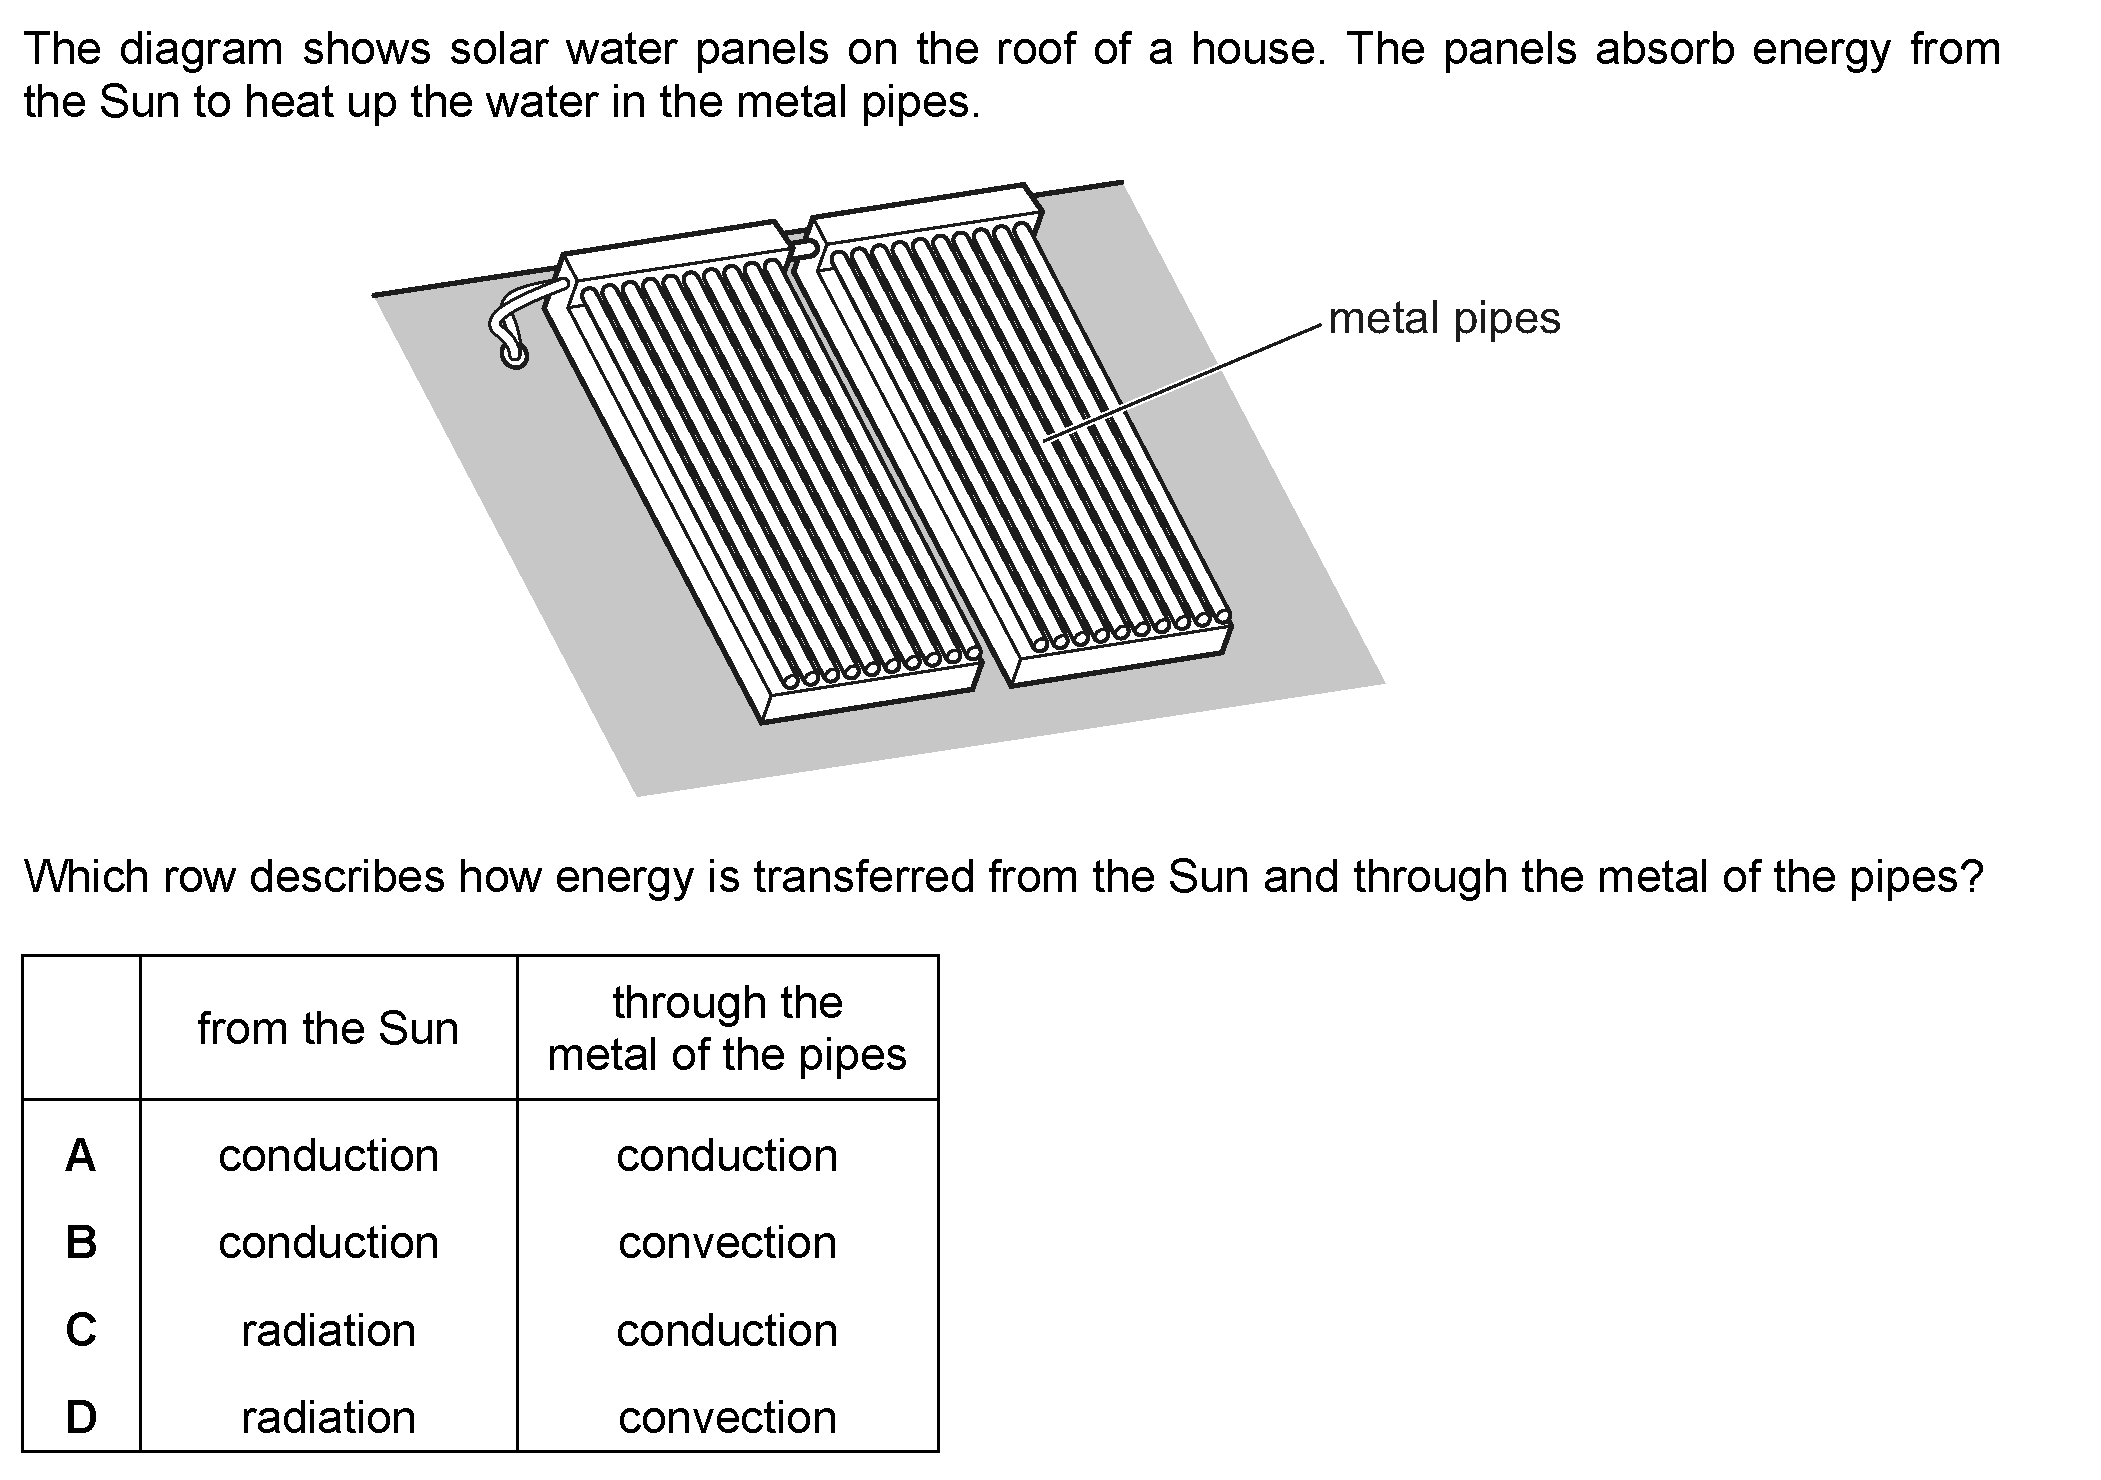 The diagram shows solar water panels on the roof of a house. The panels absorb energy from
the Sun to heat up the water in the metal pipes.
metal pipes
Which row describes how energy is transferred from the Sun and through the metal of the pipes?
from the Sun
through the
metal of the pipes
A conduction conduction
B conduction convection
C radiation conduction
D radiation convection